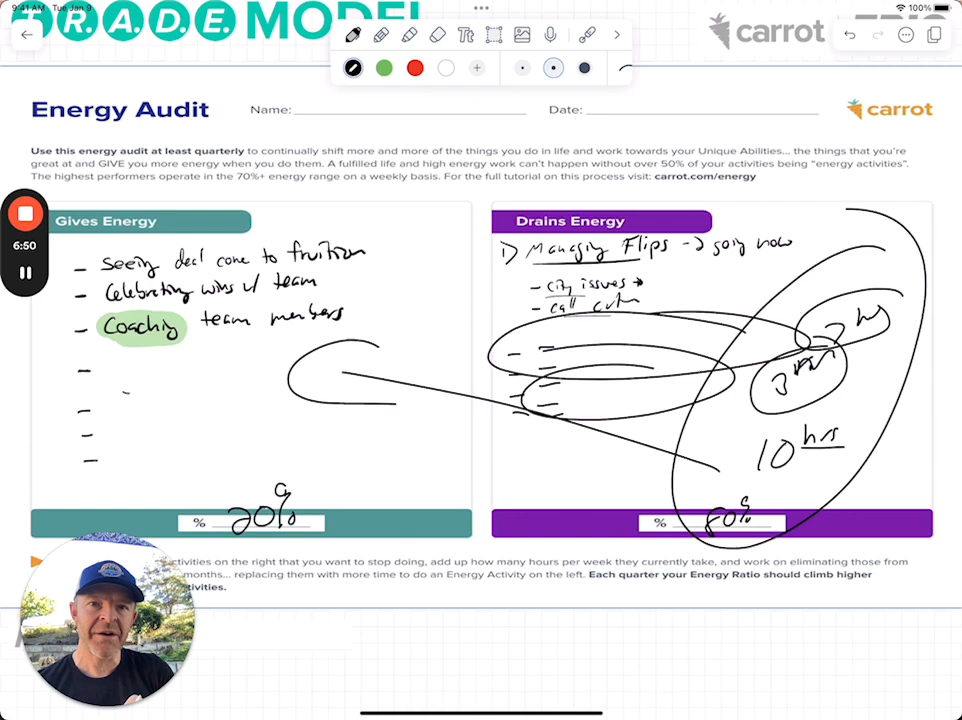 9:41 AM Tue Jan 9
100%
T.R.A.D.E. MODEL
carrot
Tt
Energy Audit
Name:
Date:
carrot
Use this energy audit at least quarterly to continually shift more and more of the things you do in life and work towards your Unique Abilities... the things that you're
great at and GIVE you more energy when you do them. A fulfilled life and high energy work can't happen without over 50% of your activities being "energy activities".
The highest performers operate in the 70%+ energy range on a weekly basis. For the full tutorial on this process visit: carrot.com/energy
6:50
Gives Energy
- Seeing deal come to fruition
- Celebrating wins w/ team
- Coaching team members
% 20%
Drains Energy
1) Managing Flips → going now
- city issues →
- call
→ hrs
3
10 hrs
% 80%
ctivities on the right that you want to stop doing, add up how many hours per week they currently take, and work on eliminating those from
months... replacing them with more time to do an Energy Activity on the left. Each quarter your Energy Ratio should climb higher
tivities.